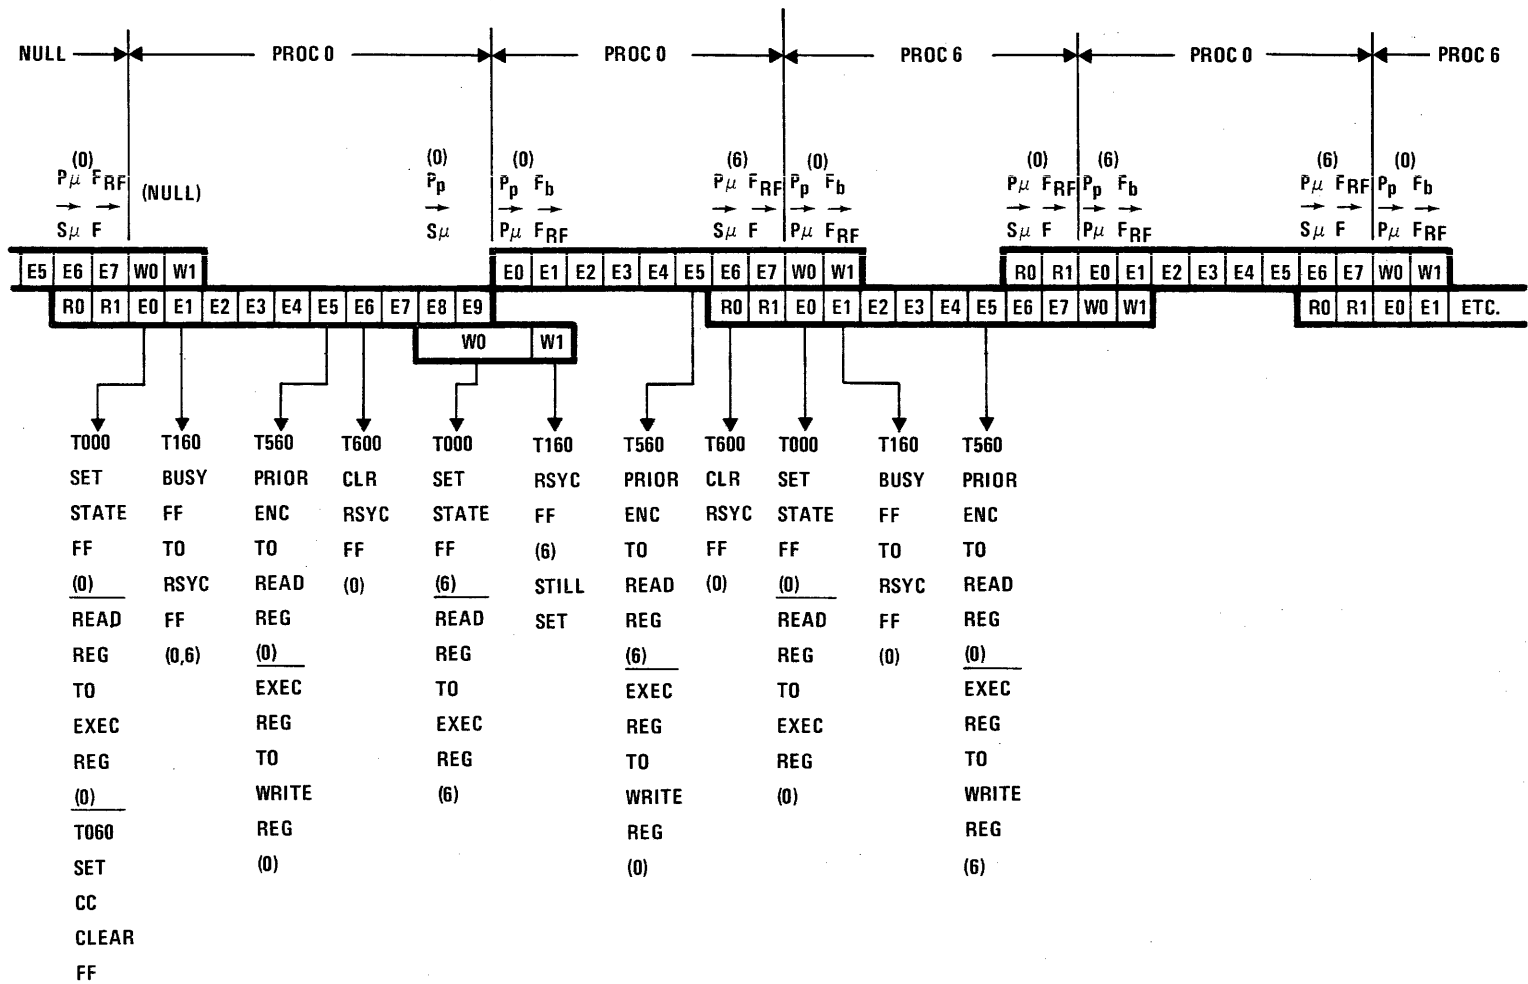 NULL PROC 0 PROC 0 PROC 6 PROC 0 PROC 6
(0) (0) (0) (6) (0) (0) (6) (6) (0)
Pμ FRF (NULL) Pp Pp Fb Pμ FRF Pp Fb Pμ FRF Pp Fb Pμ FRF Pp Fb
→ → → → → → → → → → → → → → → →
Sμ F Sμ Pμ FRF Sμ F Pμ FRF Sμ F Pμ FRF Sμ F Pμ FRF
E5 E6 E7 W0 W1 E0 E1 E2 E3 E4 E5 E6 E7 W0 W1 R0 R1 E0 E1 E2 E3 E4 E5 E6 E7 W0 W1
R0 R1 E0 E1 E2 E3 E4 E5 E6 E7 E8 E9 R0 R1 E0 E1 E2 E3 E4 E5 E6 E7 W0 W1 R0 R1 E0 E1 ETC.
W0 W1
T000
SET
STATE
FF
(0)
READ
REG
TO
EXEC
REG
(0)
T060
SET
CC
CLEAR
FF
T160
BUSY
FF
TO
RSYC
FF
(0,6)
T560
PRIOR
ENC
TO
READ
REG
(0)
EXEC
REG
TO
WRITE
REG
(0)
T600
CLR
RSYC
FF
(0)
T000
SET
STATE
FF
(6)
READ
REG
TO
EXEC
REG
(6)
T160
RSYC
FF
(6)
STILL
SET
T560
PRIOR
ENC
TO
READ
REG
(6)
EXEC
REG
TO
WRITE
REG
(0)
T600
CLR
RSYC
FF
(0)
T000
SET
STATE
FF
(0)
READ
REG
TO
EXEC
REG
(0)
T160
BUSY
FF
TO
RSYC
FF
(0)
T560
PRIOR
ENC
TO
READ
REG
(0)
EXEC
REG
TO
WRITE
REG
(6)